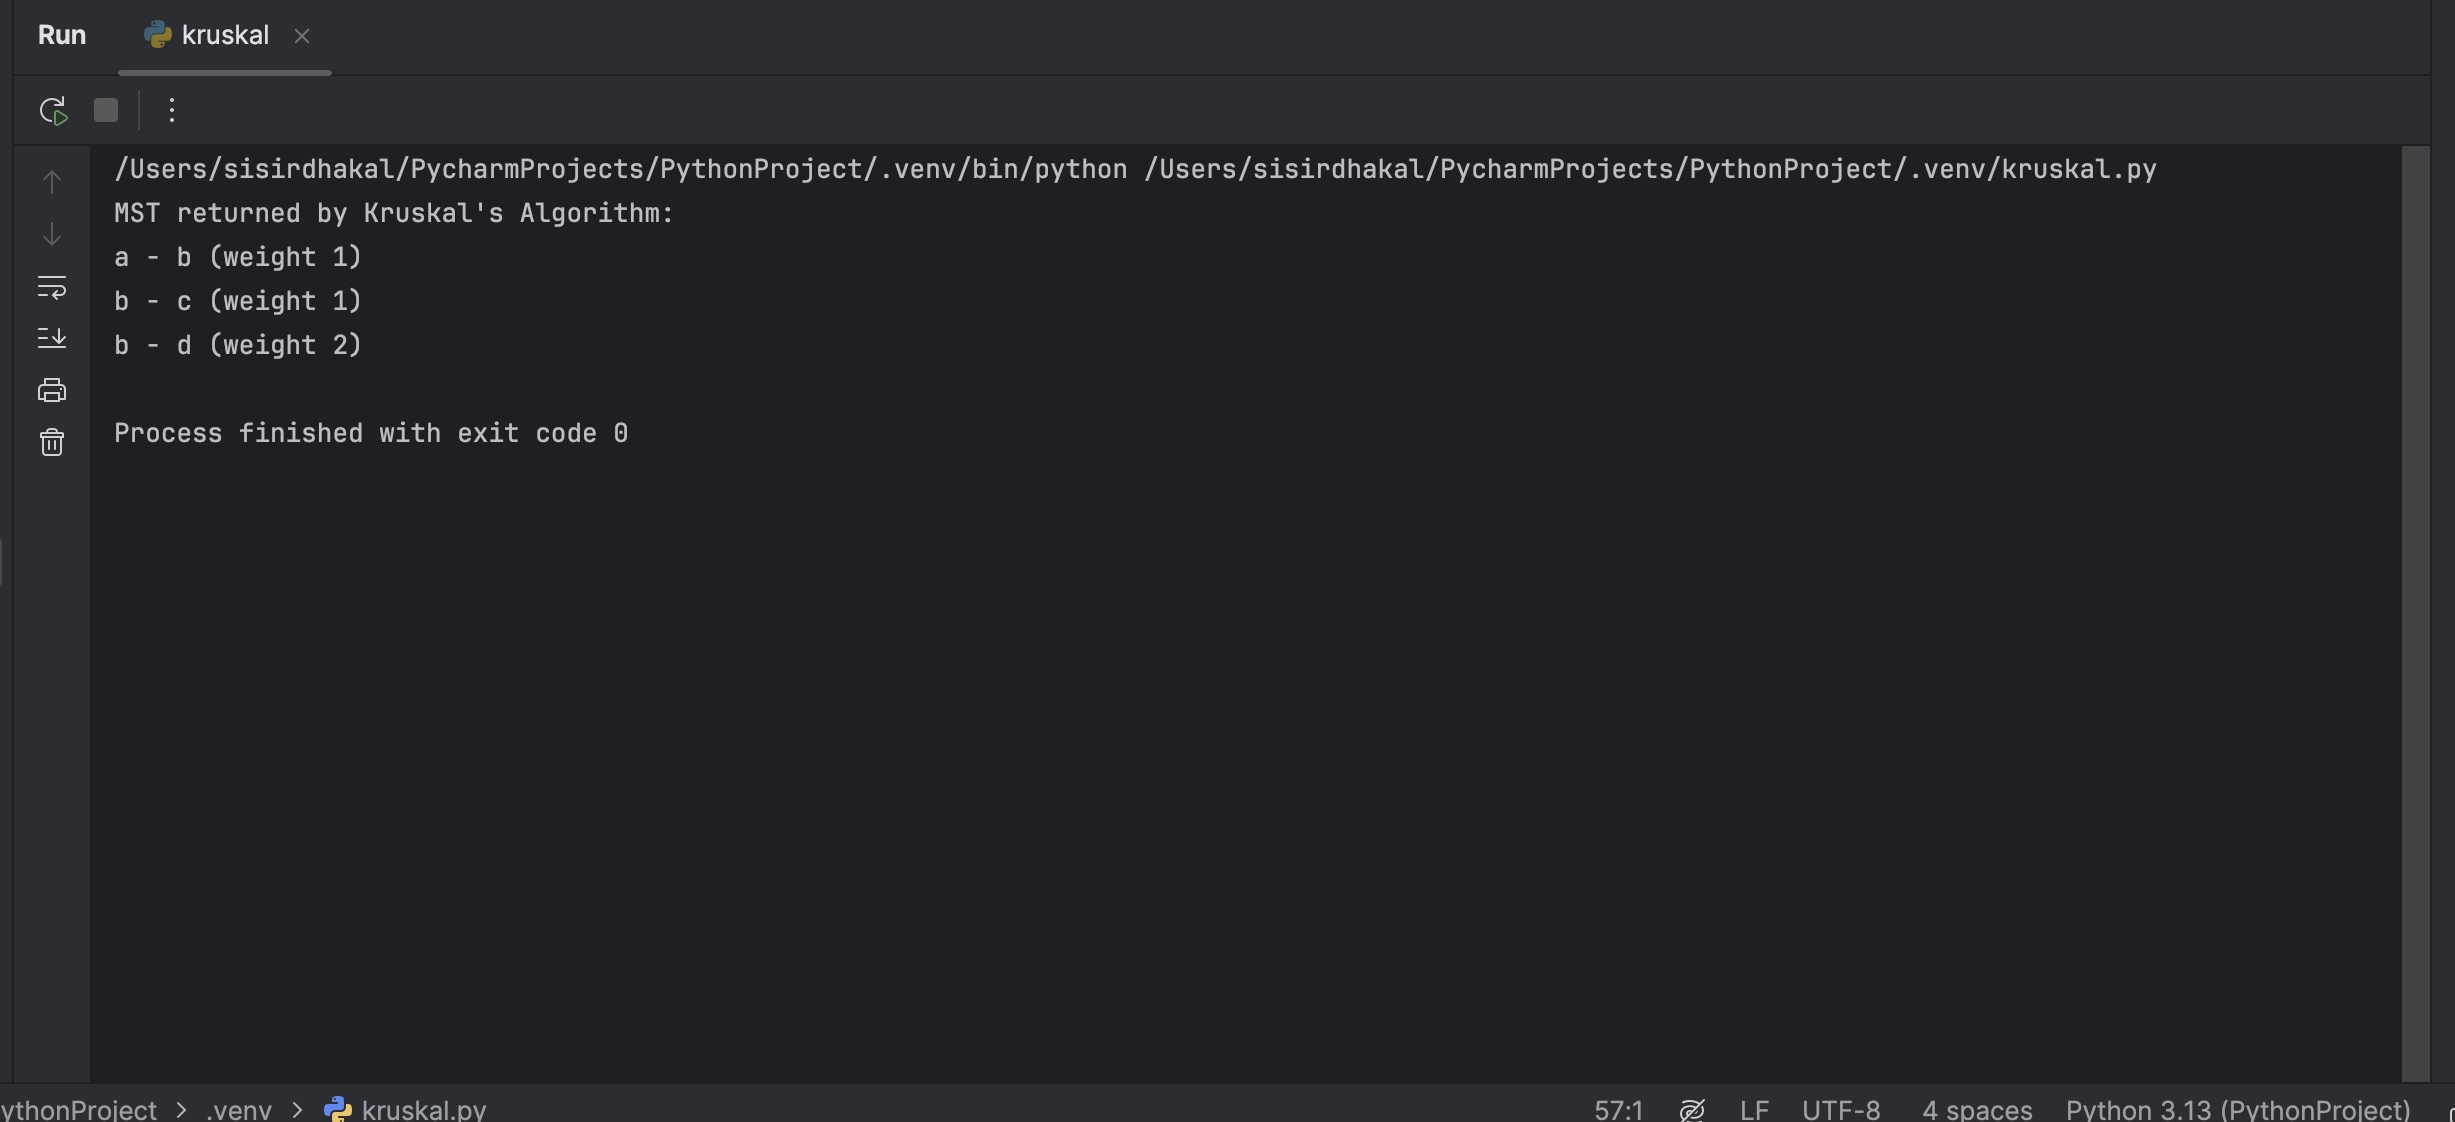 Run kruskal
/Users/sisirdhakal/PycharmProjects/PythonProject/.venv/bin/python /Users/sisirdhakal/PycharmProjects/PythonProject/.venv/kruskal.py
MST returned by Kruskal's Algorithm:
a - b (weight 1)
b - c (weight 1)
b - d (weight 2)
Process finished with exit code 0
ythonProject > .venv > kruskal.py 57:1 LF UTF-8 4 spaces Python 3.13 (PythonProject)